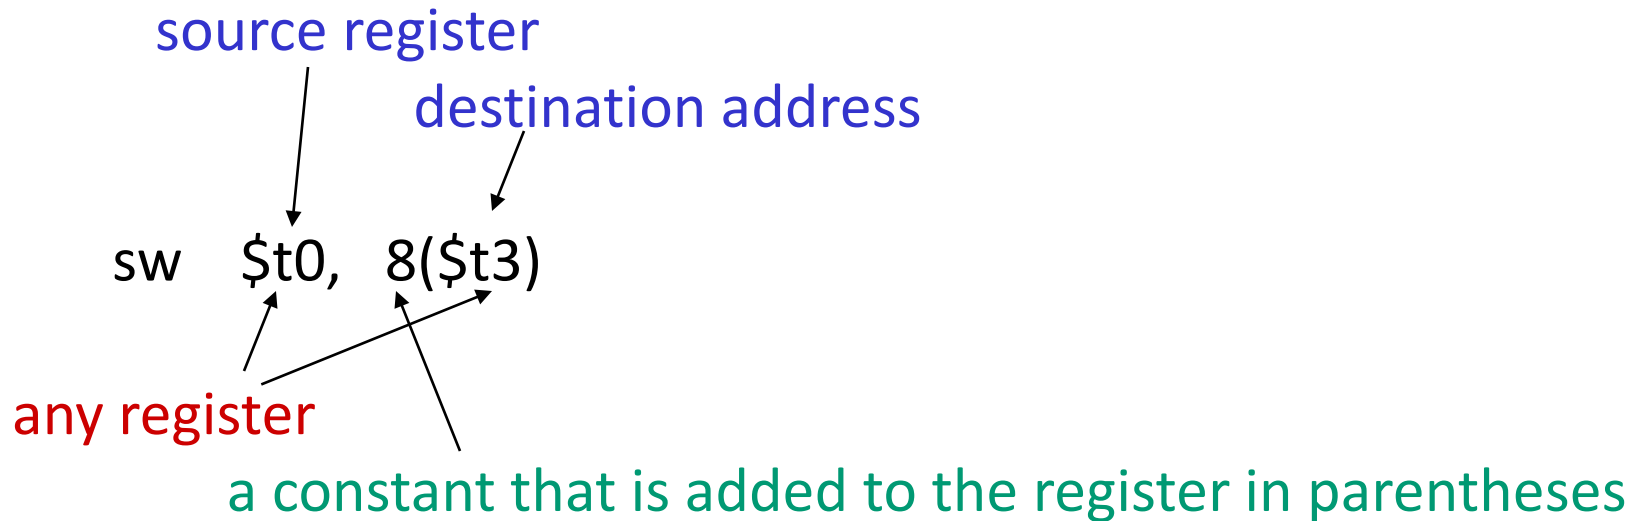 source register
destination address
sw $t0, 8($t3)
any register
a constant that is added to the register in parentheses